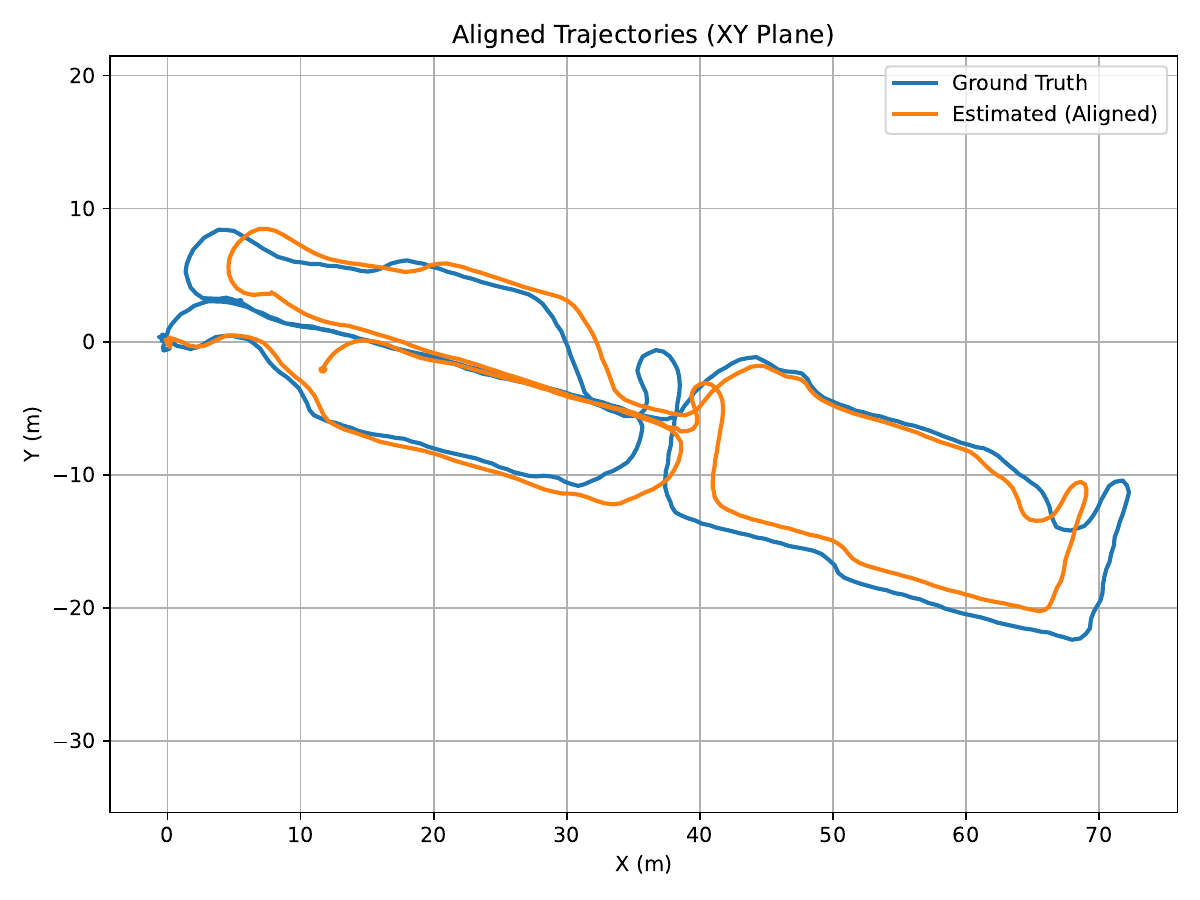 Aligned Trajectories (XY Plane)
Ground Truth
Estimated (Aligned)
20
10
0
−10
−20
−30
Y (m)
0 10 20 30 40 50 60 70
X (m)